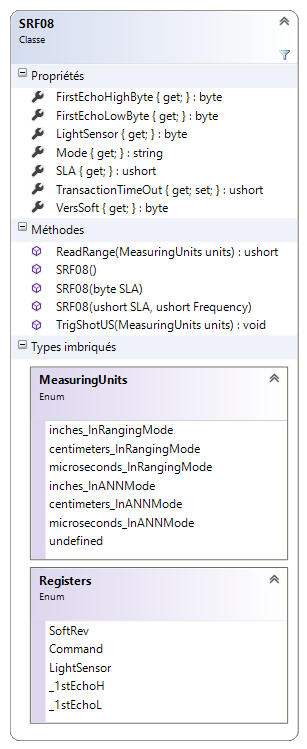 SRF08
Classe
Propriétés
FirstEchoHighByte { get; } : byte
FirstEchoLowByte { get; } : byte
LightSensor { get; } : byte
Mode { get; } : string
SLA { get; } : ushort
TransactionTimeOut { get; set; } : ushort
VersSoft { get; } : byte
Méthodes
ReadRange(MeasuringUnits units) : ushort
SRF08()
SRF08(byte SLA)
SRF08(ushort SLA, ushort Frequency)
TrigShotUS(MeasuringUnits units) : void
Types imbriqués
MeasuringUnits
Enum
inches_InRangingMode
centimeters_InRangingMode
microseconds_InRangingMode
inches_InANNMode
centimeters_InANNMode
microseconds_InANNMode
undefined
Registers
Enum
SoftRev
Command
LightSensor
_1stEchoH
_1stEchoL